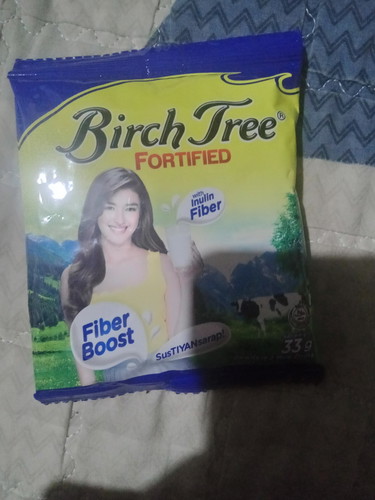 Birch Tree®
FORTIFIED
with
Inulin
Fiber
Fiber
Boost
SusTIYANsarap!
33g